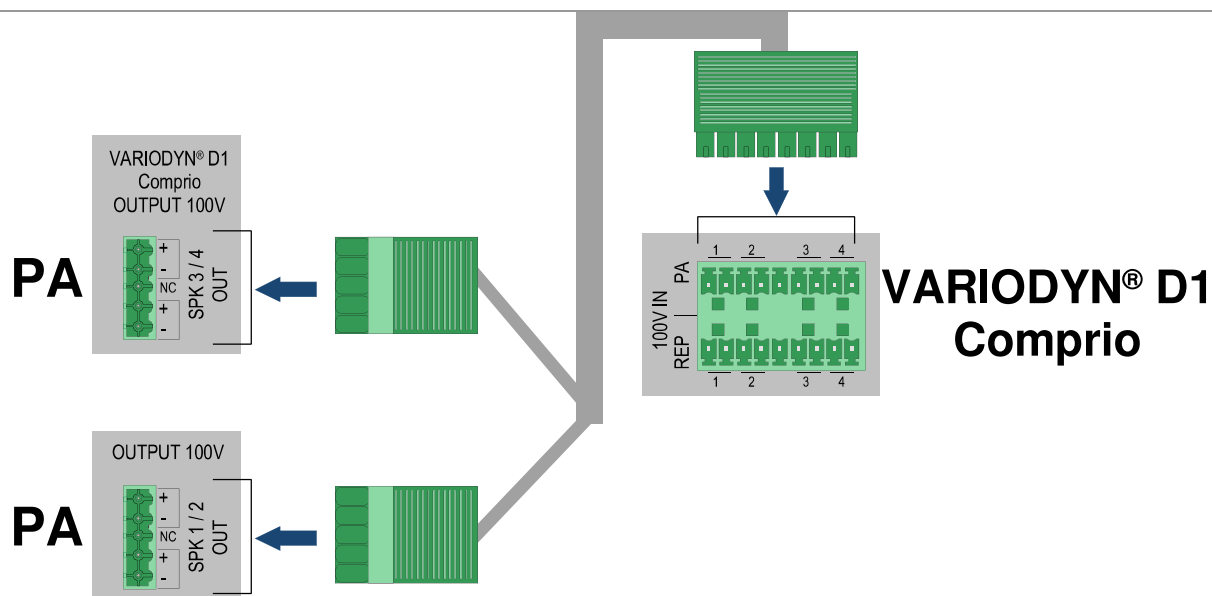 VARIODYN® D1
Comprio
OUTPUT 100V
PA
+
-
NC
+
-
SPK 3 / 4
OUT
OUTPUT 100V
PA
+
-
NC
+
-
SPK 1 / 2
OUT
1 2 3 4
100V IN
PA
REP
1 2 3 4
VARIODYN® D1
Comprio